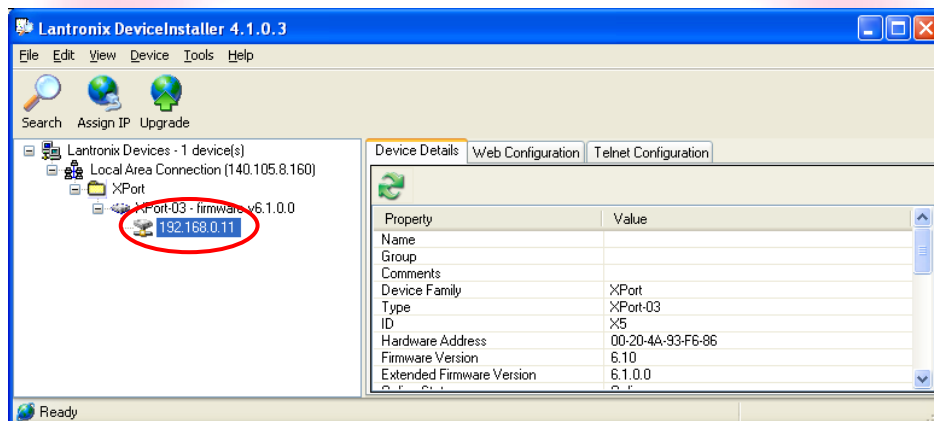 Lantronix DeviceInstaller 4.1.0.3
File Edit View Device Tools Help
Search Assign IP Upgrade
Lantronix Devices - 1 device(s)
Local Area Connection (140.105.8.160)
XPort
XPort-03 - firmware v6.1.0.0
192.168.0.11
Device Details Web Configuration Telnet Configuration
Property Value
Name
Group
Comments
Device Family XPort
Type XPort-03
ID X5
Hardware Address 00-20-4A-93-F6-86
Firmware Version 6.10
Extended Firmware Version 6.1.0.0
Ready